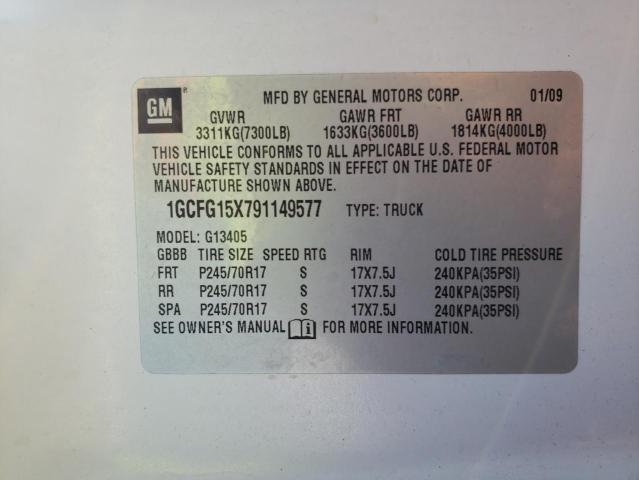 GM ® MFD BY GENERAL MOTORS CORP. 01/09
GVWR GAWR FRT GAWR RR
3311KG(7300LB) 1633KG(3600LB) 1814KG(4000LB)
THIS VEHICLE CONFORMS TO ALL APPLICABLE U.S. FEDERAL MOTOR
VEHICLE SAFETY STANDARDS IN EFFECT ON THE DATE OF
MANUFACTURE SHOWN ABOVE.
1GCFG15X791149577 TYPE: TRUCK
MODEL: G13405
GBBB TIRE SIZE SPEED RTG RIM COLD TIRE PRESSURE
FRT P245/70R17 S 17X7.5J 240KPA(35PSI)
RR P245/70R17 S 17X7.5J 240KPA(35PSI)
SPA P245/70R17 S 17X7.5J 240KPA(35PSI)
SEE OWNER'S MANUAL FOR MORE INFORMATION.